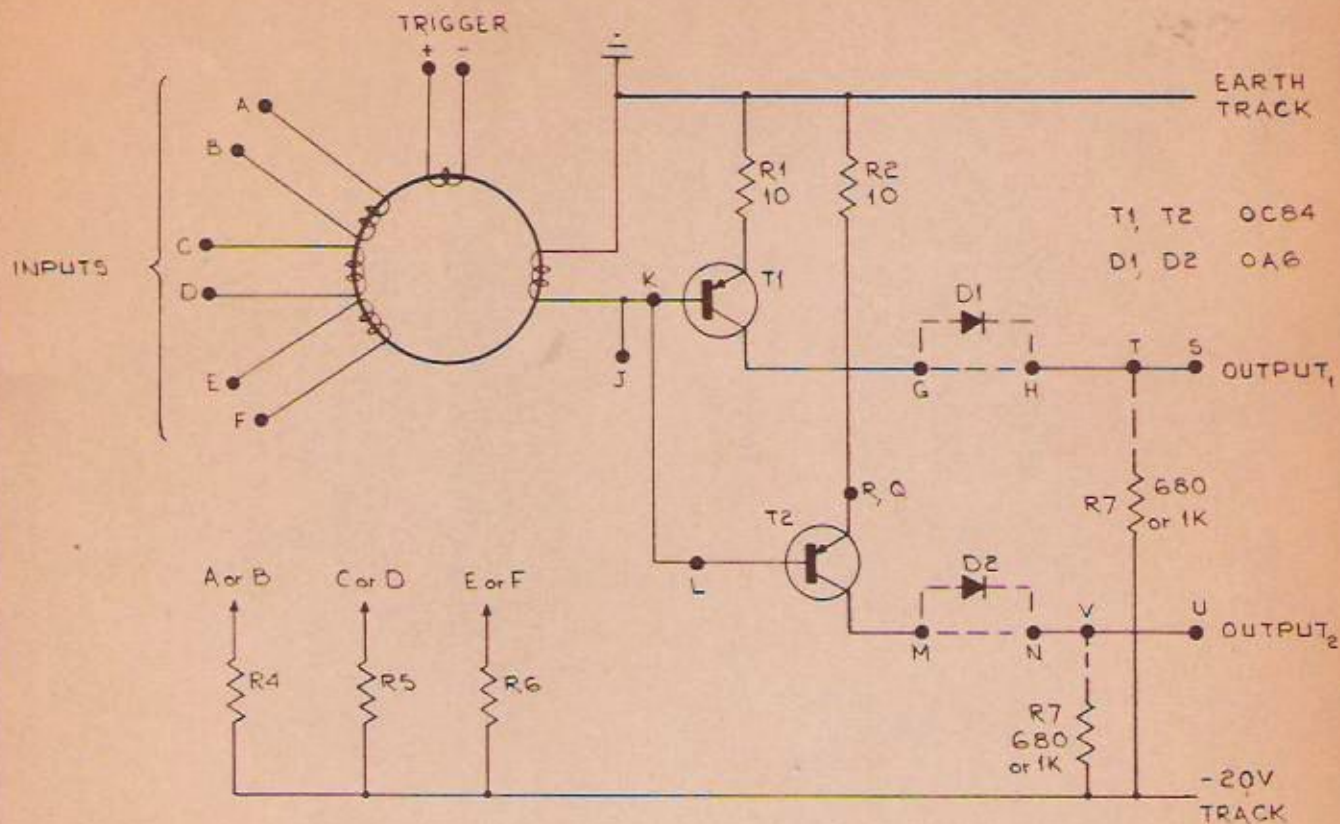 TRIGGER
+ -
A
B
C
D
E
F
INPUTS
EARTH
TRACK
R1
10
R2
10
T1, T2 OC84
D1, D2 OA6
K
T1
J
D1
G
H
T
S
OUTPUT1
R, Q
T2
L
R7
680
or 1K
D2
M
N
V
U
OUTPUT2
A or B
C or D
E or F
R4
R5
R6
R7
680
or 1K
-20V
TRACK